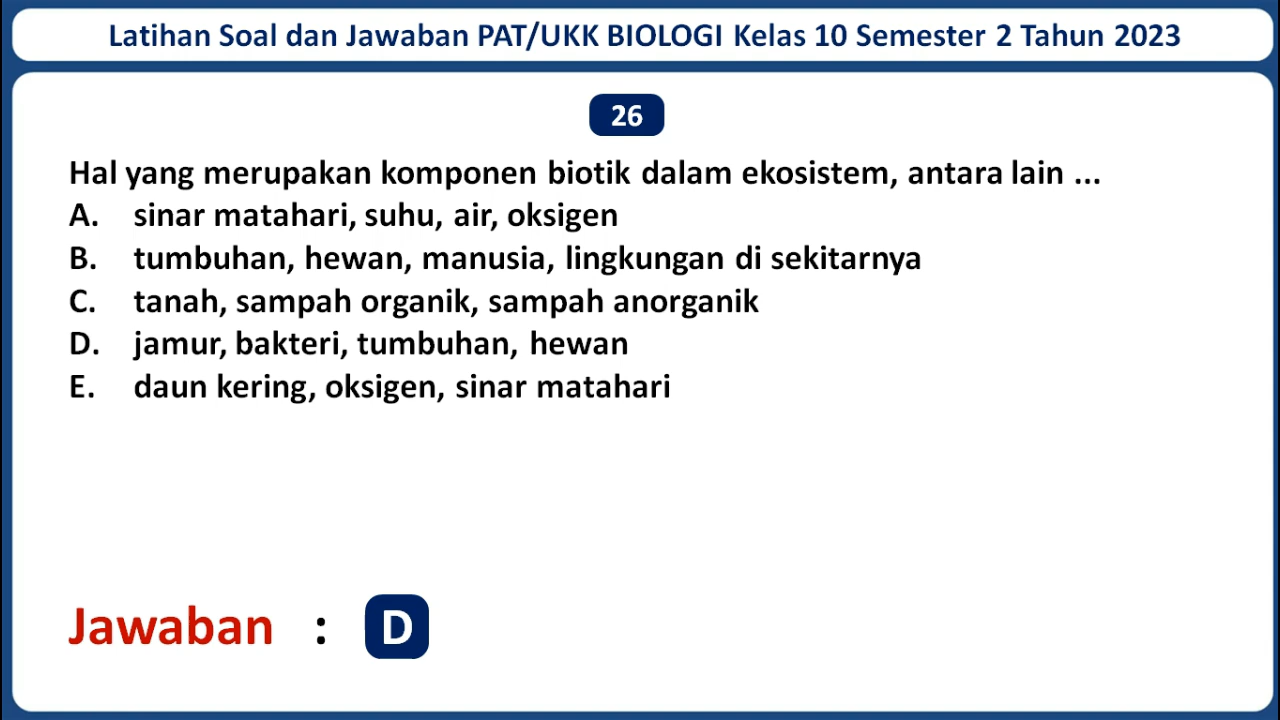 Latihan Soal dan Jawaban PAT/UKK BIOLOGI Kelas 10 Semester 2 Tahun 2023
26
Hal yang merupakan komponen biotik dalam ekosistem, antara lain ...
A. sinar matahari, suhu, air, oksigen
B. tumbuhan, hewan, manusia, lingkungan di sekitarnya
C. tanah, sampah organik, sampah anorganik
D. jamur, bakteri, tumbuhan, hewan
E. daun kering, oksigen, sinar matahari
Jawaban : D